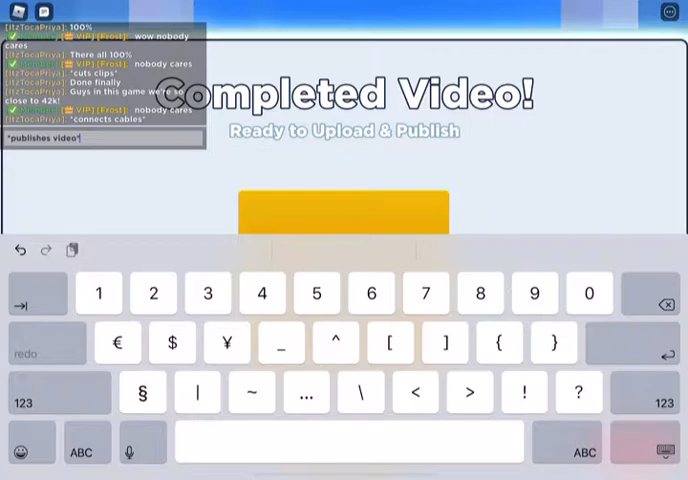 [ItzTocaPriya]: 100%
[VIP] [Frost]: wow nobody
cares
[ItzTocaPriya]: There all 100%
[VIP] [Frost]: nobody cares
[ItzTocaPriya]: *cuts clips*
[ItzTocaPriya]: Done finally
[ItzTocaPriya]: Guys in this game we're so
close to 42k!
[VIP] [Frost]: nobody cares
[ItzTocaPriya]: *connects cables*
*publishes video*
Completed Video!
Ready to Upload & Publish
1 2 3 4 5 6 7 8 9 0
redo € $ ¥ _ ^ [ ] { }
123 § | ~ ... \ < > ! ? 123
ABC ABC